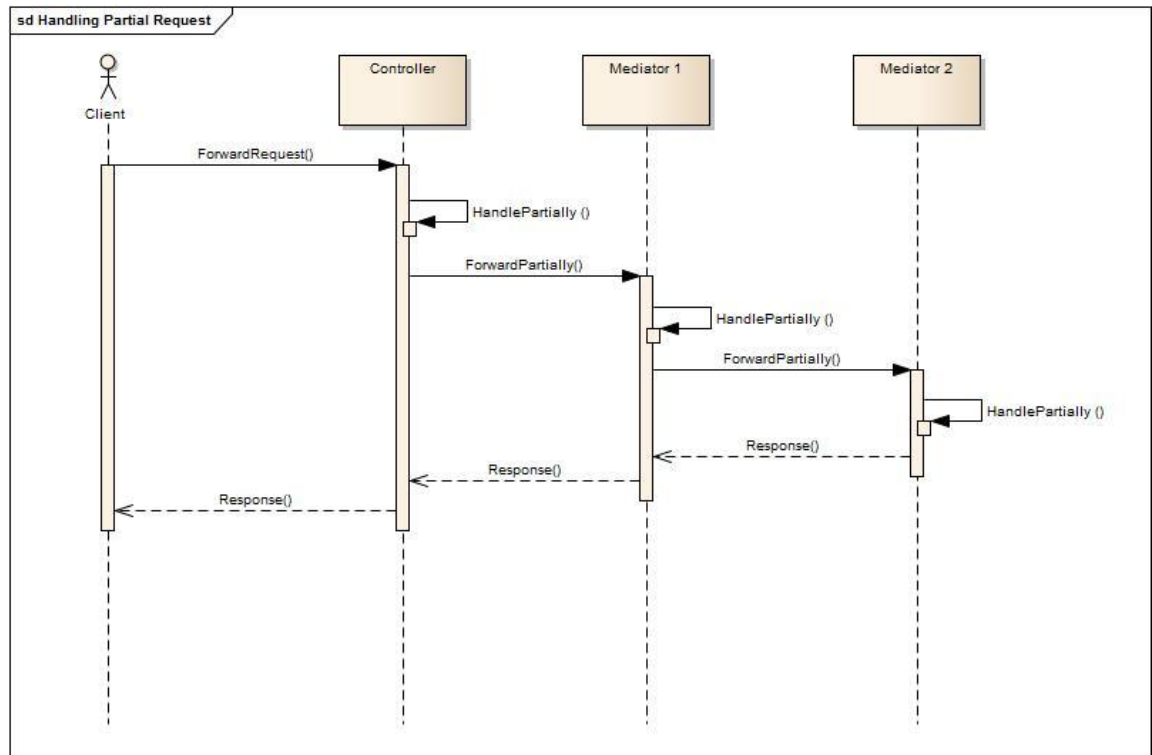 sd Handling Partial Request
Client
Controller
Mediator 1
Mediator 2
ForwardRequest()
HandlePartially ()
ForwardPartially()
HandlePartially ()
ForwardPartially()
HandlePartially ()
Response()
Response()
Response()